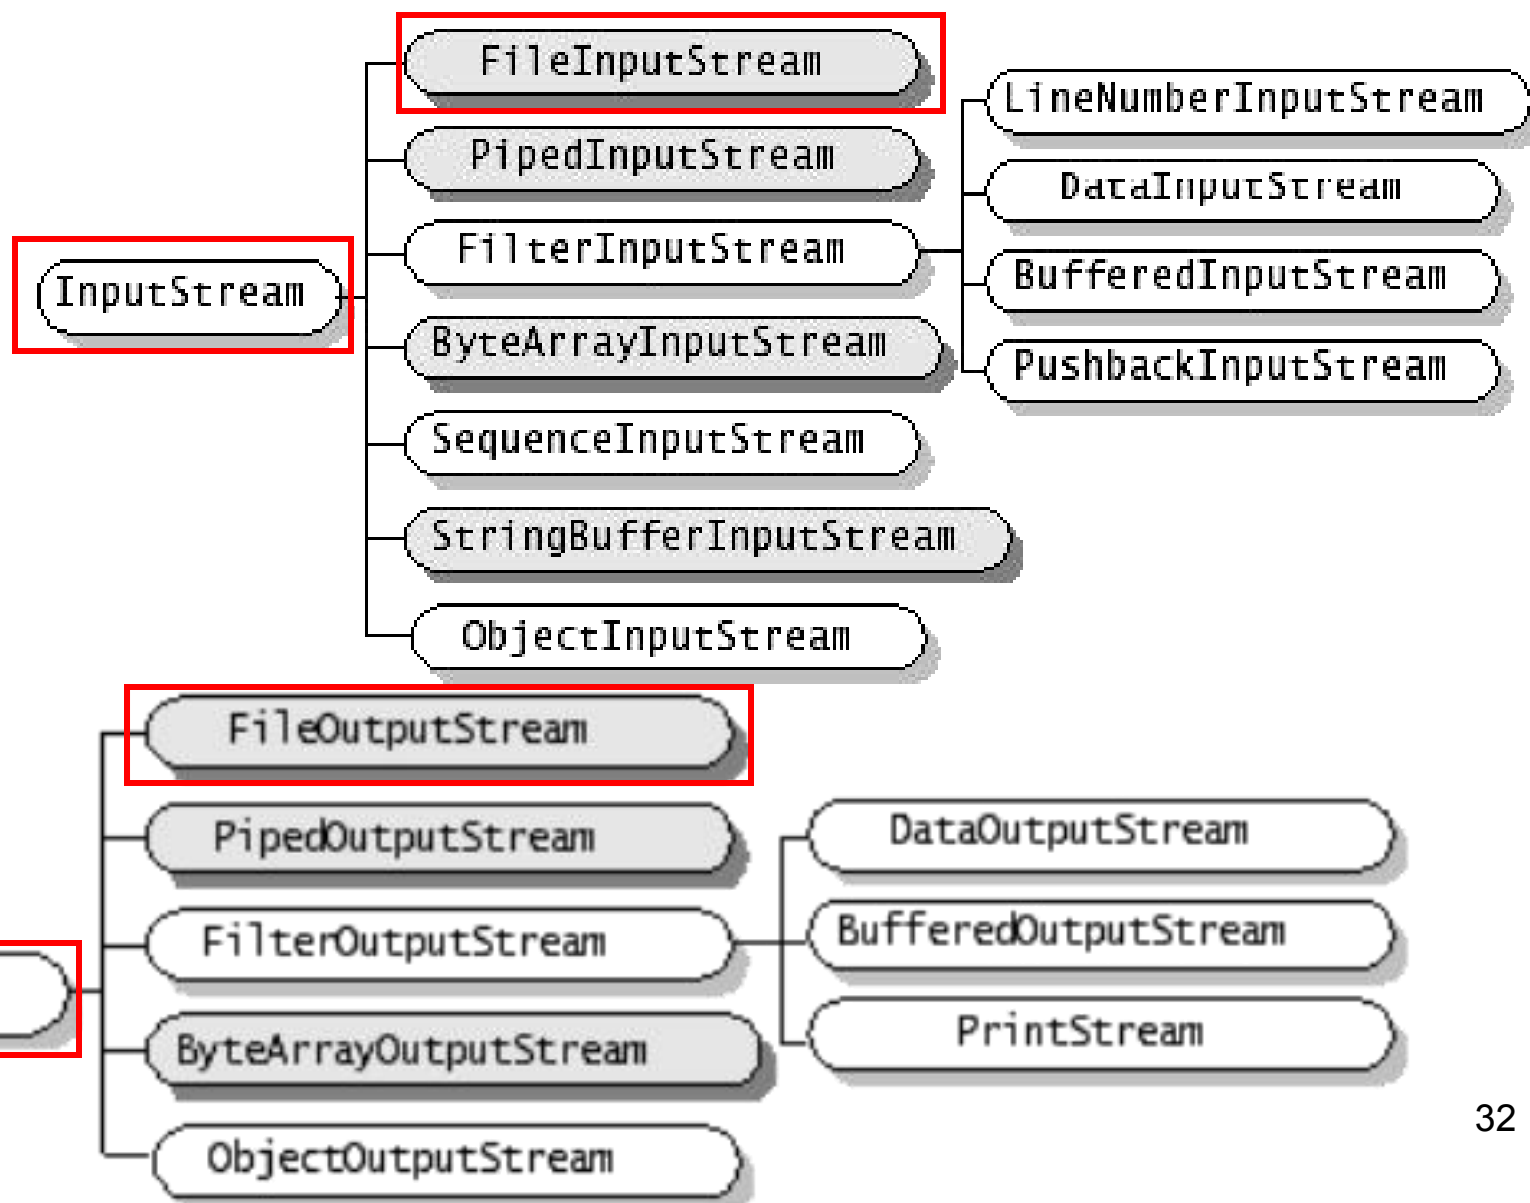 FileInputStream
LineNumberInputStream
PipedInputStream
DataInputStream
FilterInputStream
BufferedInputStream
InputStream
ByteArrayInputStream
PushbackInputStream
SequenceInputStream
StringBufferInputStream
ObjectInputStream
FileOutputStream
PipedOutputStream
DataOutputStream
FilterOutputStream
BufferedOutputStream
ByteArrayOutputStream
PrintStream
ObjectOutputStream
32